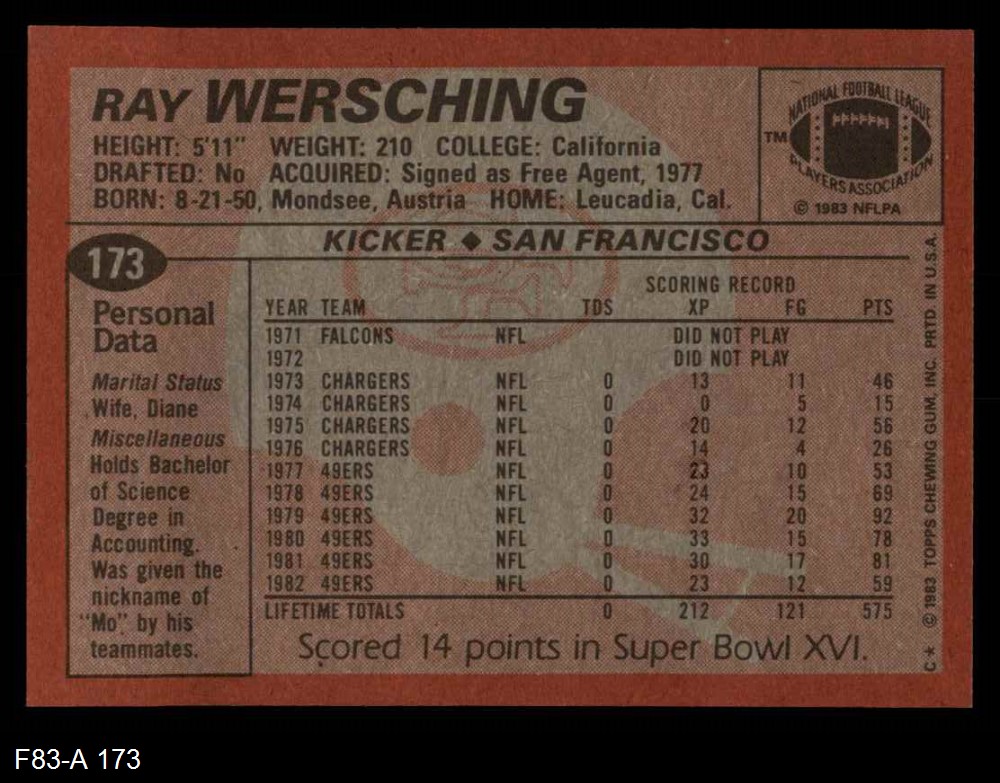 RAY WERSCHING
HEIGHT: 5'11" WEIGHT: 210 COLLEGE: California
DRAFTED: No ACQUIRED: Signed as Free Agent, 1977
BORN: 8-21-50, Mondsee, Austria HOME: Leucadia, Cal.
NATIONAL FOOTBALL LEAGUE
TM
PLAYERS ASSOCIATION
© 1983 NFLPA
KICKER ♦ SAN FRANCISCO
173
Personal
Data
Marital Status
Wife, Diane
Miscellaneous
Holds Bachelor
of Science
Degree in
Accounting.
Was given the
nickname of
"Mo" by his
teammates.
SCORING RECORD
YEAR TEAM TDS XP FG PTS
1971 FALCONS NFL DID NOT PLAY
1972 DID NOT PLAY
1973 CHARGERS NFL 0 13 11 46
1974 CHARGERS NFL 0 0 5 15
1975 CHARGERS NFL 0 20 12 56
1976 CHARGERS NFL 0 14 4 26
1977 49ERS NFL 0 23 10 53
1978 49ERS NFL 0 24 15 69
1979 49ERS NFL 0 32 20 92
1980 49ERS NFL 0 33 15 78
1981 49ERS NFL 0 30 17 81
1982 49ERS NFL 0 23 12 59
LIFETIME TOTALS 0 212 121 575
Scored 14 points in Super Bowl XVI.
C* © 1983 TOPPS CHEWING GUM, INC. PRTD. IN U.S.A.
F83-A 173